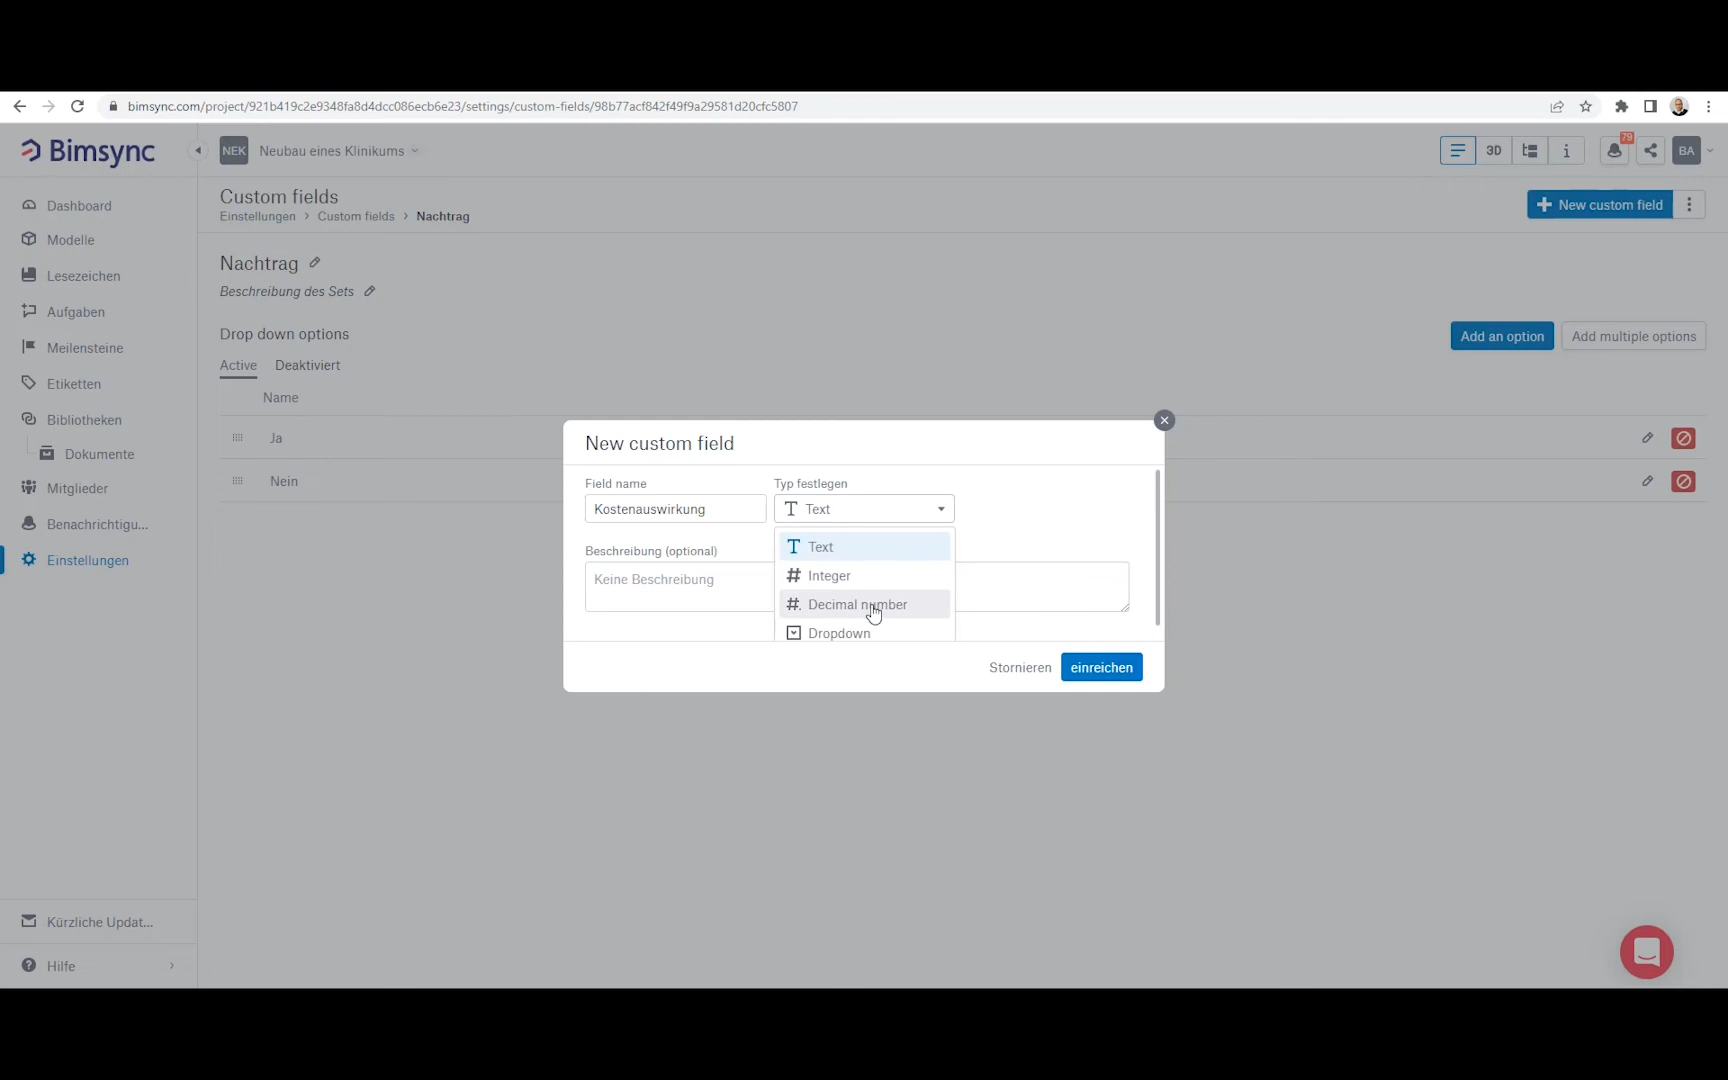 bimsync.com/project/921b419c2e9348fa8d4dcc086ecb6e23/settings/custom-fields/98b77acf842f49f9a29581d20cfc5807
Bimsync
NEK Neubau eines Klinikums
3D
79
BA
Custom fields
Einstellungen > Custom fields > Nachtrag
+ New custom field
Dashboard
Modelle
Lesezeichen
Aufgaben
Meilensteine
Etiketten
Bibliotheken
Dokumente
Mitglieder
Benachrichtigu...
Einstellungen
Kürzliche Updat...
Hilfe
Nachtrag
Beschreibung des Sets
Drop down options
Add an option
Add multiple options
Active Deaktiviert
Name
Ja
Nein
New custom field
Field name
Typ festlegen
Kostenauswirkung
Text
Text
Integer
Decimal number
Dropdown
Beschreibung (optional)
Keine Beschreibung
Stornieren
einreichen